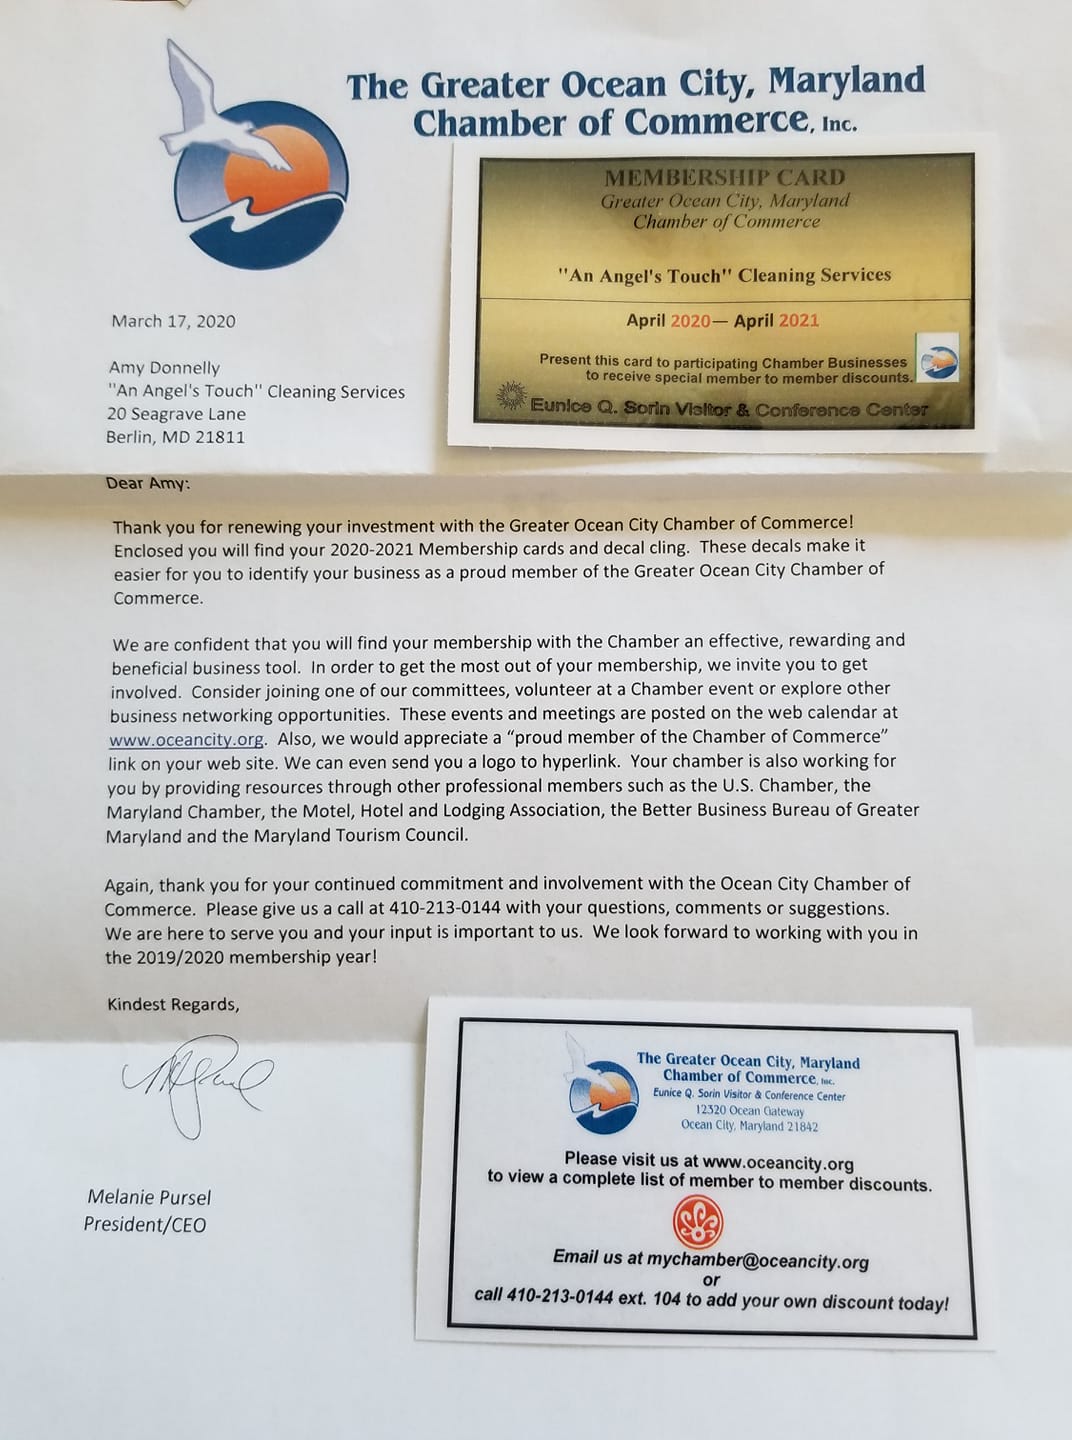 The Greater Ocean City, Maryland
Chamber of Commerce, Inc.
MEMBERSHIP CARD
Greater Ocean City, Maryland
Chamber of Commerce
"An Angel's Touch" Cleaning Services
April 2020— April 2021
Present this card to participating Chamber Businesses
to receive special member to member discounts.
Eunice Q. Sorin Visitor & Conference Center
March 17, 2020
Amy Donnelly
"An Angel's Touch" Cleaning Services
20 Seagrave Lane
Berlin, MD 21811
Dear Amy:
Thank you for renewing your investment with the Greater Ocean City Chamber of Commerce!
Enclosed you will find your 2020-2021 Membership cards and decal cling.  These decals make it
easier for you to identify your business as a proud member of the Greater Ocean City Chamber of
Commerce.
We are confident that you will find your membership with the Chamber an effective, rewarding and
beneficial business tool.  In order to get the most out of your membership, we invite you to get
involved.  Consider joining one of our committees, volunteer at a Chamber event or explore other
business networking opportunities.  These events and meetings are posted on the web calendar at
www.oceancity.org.  Also, we would appreciate a “proud member of the Chamber of Commerce”
link on your web site. We can even send you a logo to hyperlink.  Your chamber is also working for
you by providing resources through other professional members such as the U.S. Chamber, the
Maryland Chamber, the Motel, Hotel and Lodging Association, the Better Business Bureau of Greater
Maryland and the Maryland Tourism Council.
Again, thank you for your continued commitment and involvement with the Ocean City Chamber of
Commerce.  Please give us a call at 410-213-0144 with your questions, comments or suggestions.
We are here to serve you and your input is important to us.  We look forward to working with you in
the 2019/2020 membership year!
Kindest Regards,
Melanie Pursel
President/CEO
The Greater Ocean City, Maryland
Chamber of Commerce, Inc.
Eunice Q. Sorin Visitor & Conference Center
12320 Ocean Gateway
Ocean City, Maryland 21842
Please visit us at www.oceancity.org
to view a complete list of member to member discounts.
Email us at mychamber@oceancity.org
or
call 410-213-0144 ext. 104 to add your own discount today!